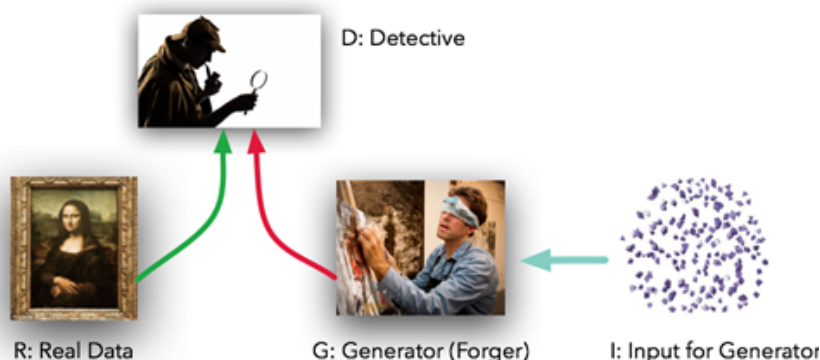 D: Detective
R: Real Data
G: Generator (Forger)
I: Input for Generator